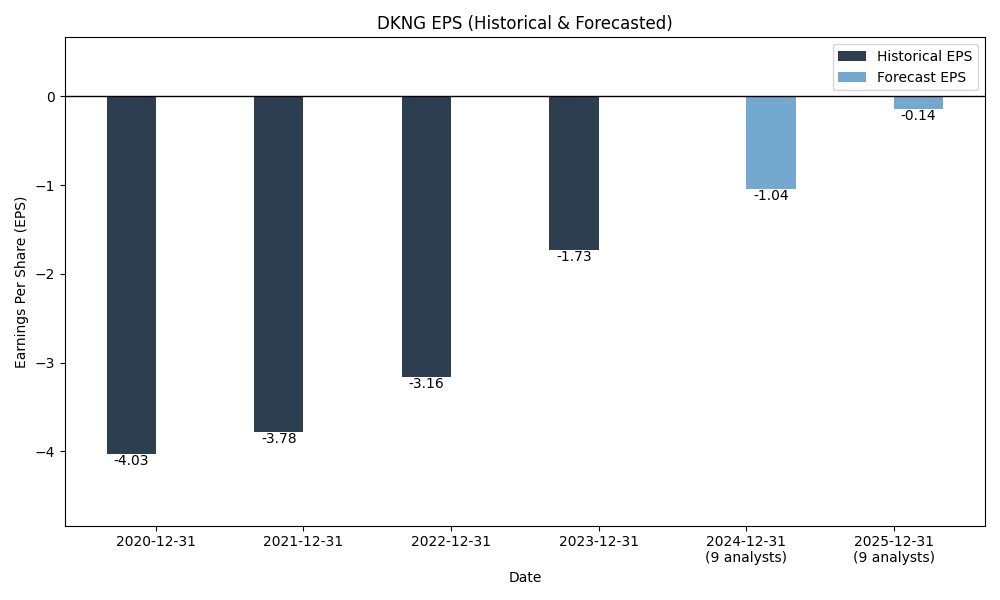 DKNG EPS (Historical & Forecasted)
Historical EPS
Forecast EPS
Earnings Per Share (EPS)
0
−1
−2
−3
−4
-4.03
-3.78
-3.16
-1.73
-1.04
-0.14
2020-12-31
2021-12-31
2022-12-31
2023-12-31
2024-12-31
(9 analysts)
2025-12-31
(9 analysts)
Date